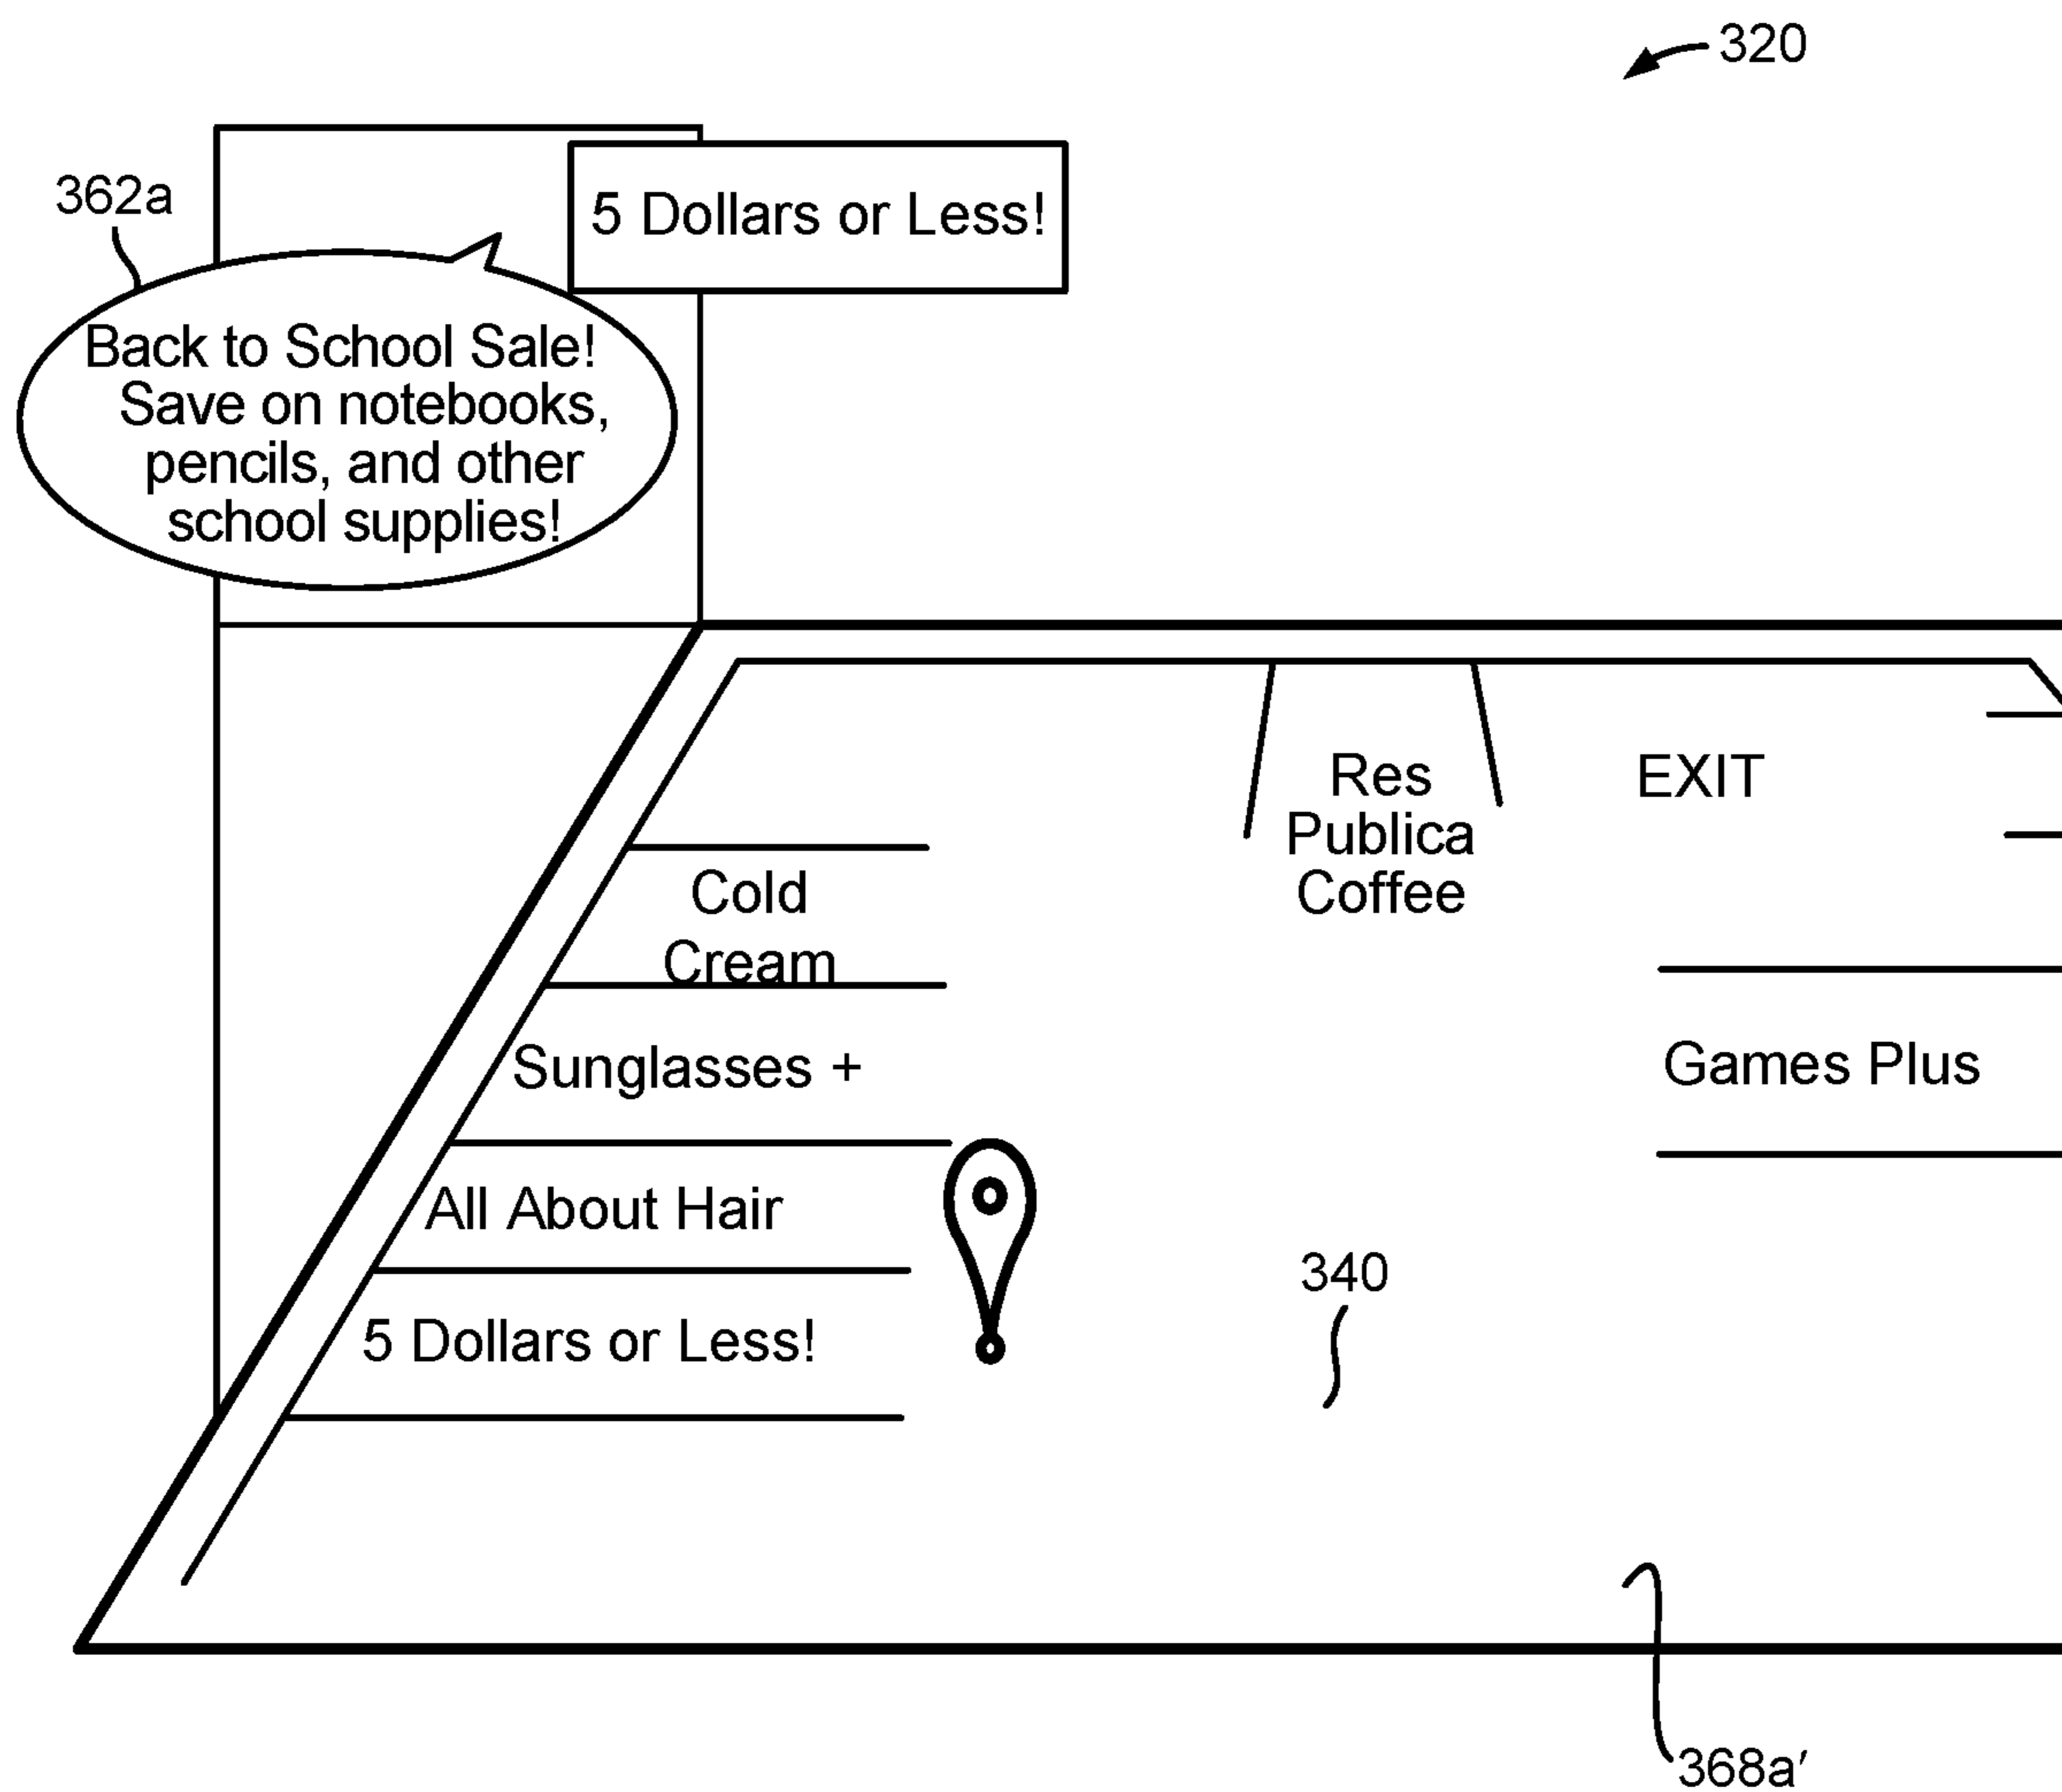 320
362a
5 Dollars or Less!
Back to School Sale!
Save on notebooks,
pencils, and other
school supplies!
Res
Publica
Coffee
EXIT
Cold
Cream
Sunglasses +
Games Plus
All About Hair
340
5 Dollars or Less!
368a′